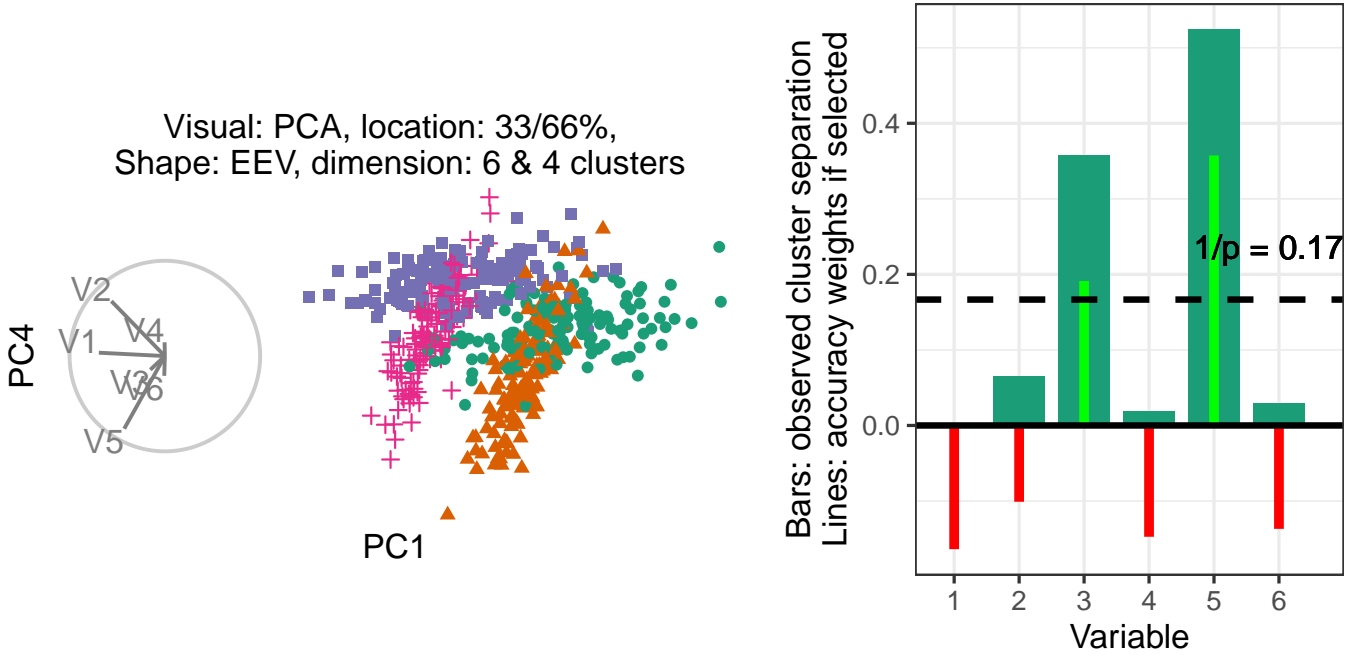 Visual: PCA, location: 33/66%,
Shape: EEV, dimension: 6 & 4 clusters
PC4
V2
V4
V1
V3
V6
V5
PC1
Bars: observed cluster separation
Lines: accuracy weights if selected
0.4
0.2
0.0
1/p = 0.17
1 2 3 4 5 6
Variable